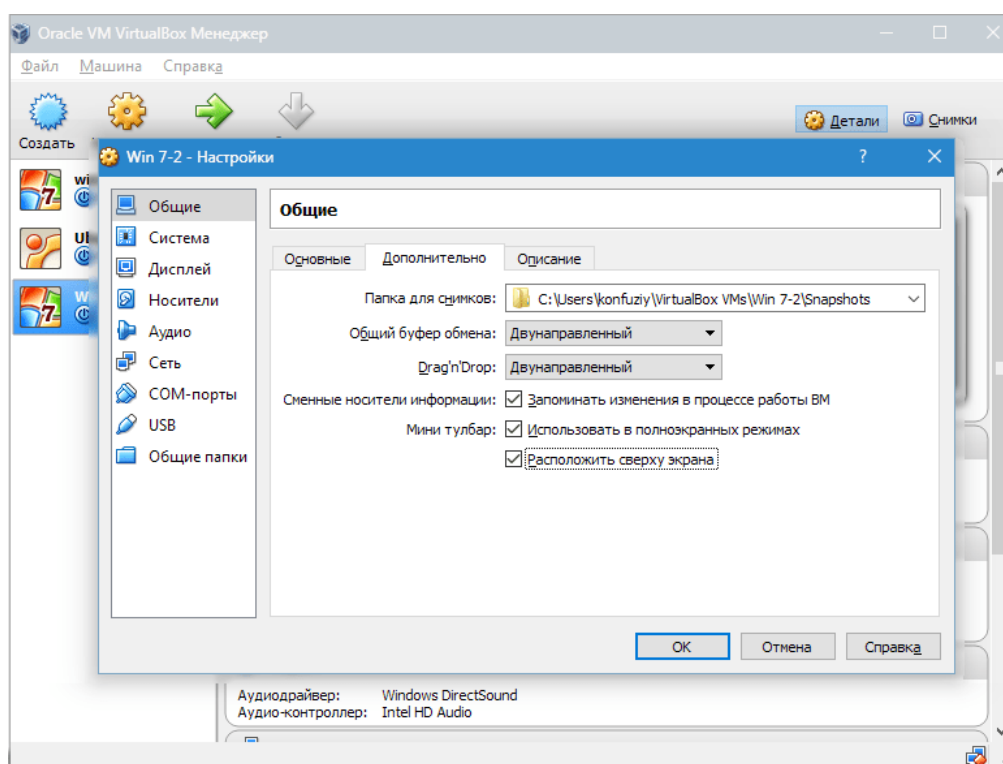 Oracle VM VirtualBox Менеджер
Файл Машина Справка
Создать
Детали
Снимки
Win 7-2 - Настройки
?
wi
Общие
Система
Дисплей
Носители
Аудио
Сеть
COM-порты
USB
Общие папки
Общие
Основные Дополнительно Описание
Папка для снимков: C:\Users\konfuziy\VirtualBox VMs\Win 7-2\Snapshots
Общий буфер обмена: Двунаправленный
Drag'n'Drop: Двунаправленный
Сменные носители информации: Запоминать изменения в процессе работы ВМ
Мини тулбар: Использовать в полноэкранных режимах
Расположить сверху экрана
OK Отмена Справка
Аудиодрайвер: Windows DirectSound
Аудио-контроллер: Intel HD Audio